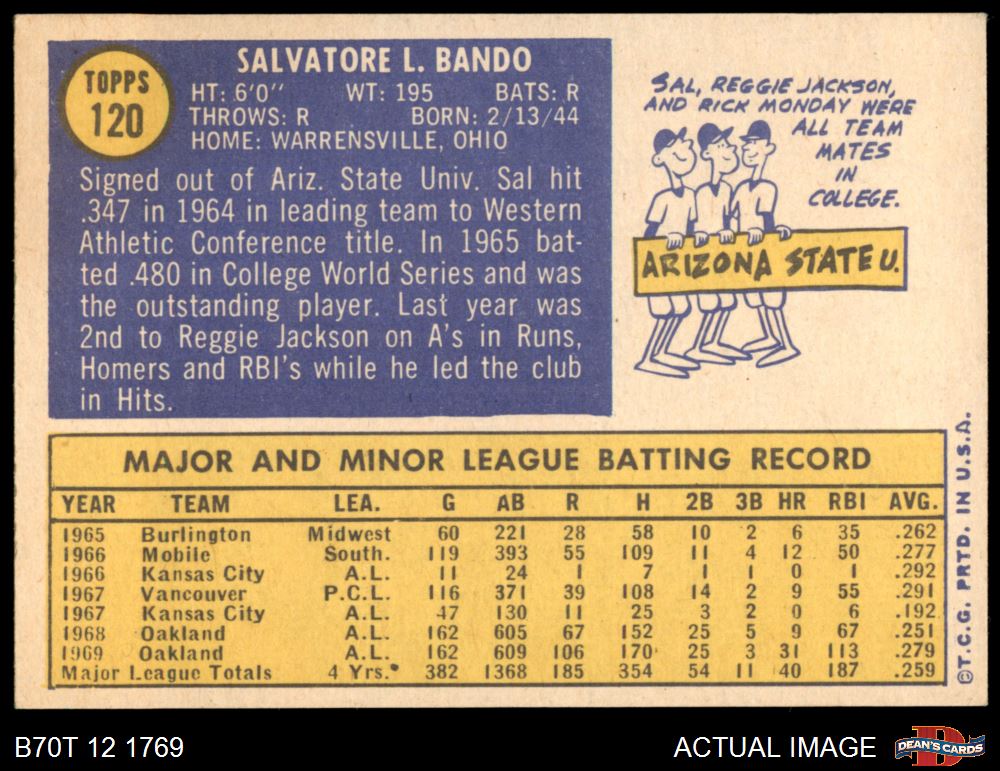 TOPPS
120
SALVATORE L. BANDO
HT: 6'0" WT: 195 BATS: R
THROWS: R BORN: 2/13/44
HOME: WARRENSVILLE, OHIO
Signed out of Ariz. State Univ. Sal hit
.347 in 1964 in leading team to Western
Athletic Conference title. In 1965 bat-
ted .480 in College World Series and was
the outstanding player. Last year was
2nd to Reggie Jackson on A's in Runs,
Homers and RBI's while he led the club
in Hits.
SAL, REGGIE JACKSON,
AND RICK MONDAY WERE
ALL TEAM
MATES
IN
COLLEGE.
ARIZONA STATE U.
MAJOR AND MINOR LEAGUE BATTING RECORD
YEAR TEAM LEA. G AB R H 2B 3B HR RBI AVG.
1965 Burlington Midwest 60 221 28 58 10 2 6 35 .262
1966 Mobile South. 119 393 55 109 11 4 12 50 .277
1966 Kansas City A.L. 11 24 1 7 1 1 0 1 .292
1967 Vancouver P.C.L. 116 371 39 108 14 2 9 55 .291
1967 Kansas City A.L. 47 130 11 25 3 2 0 6 .192
1968 Oakland A.L. 162 605 67 152 25 5 9 67 .251
1969 Oakland A.L. 162 609 106 170 25 3 31 113 .279
Major League Totals 4 Yrs. 382 1368 185 354 54 11 40 187 .259
©T.C.G. PRTD. IN U.S.A.
B70T 12 1769
ACTUAL IMAGE
D
DEAN'S CARDS